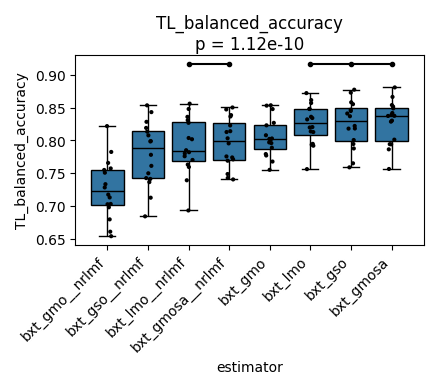 TL_balanced_accuracy
p = 1.12e-10
TL_balanced_accuracy
0.90
0.85
0.80
0.75
0.70
0.65
bxt_gmo__nrlmf
bxt_gso__nrlmf
bxt_lmo__nrlmf
bxt_gmosa__nrlmf
bxt_gmo
bxt_lmo
bxt_gso
bxt_gmosa
estimator